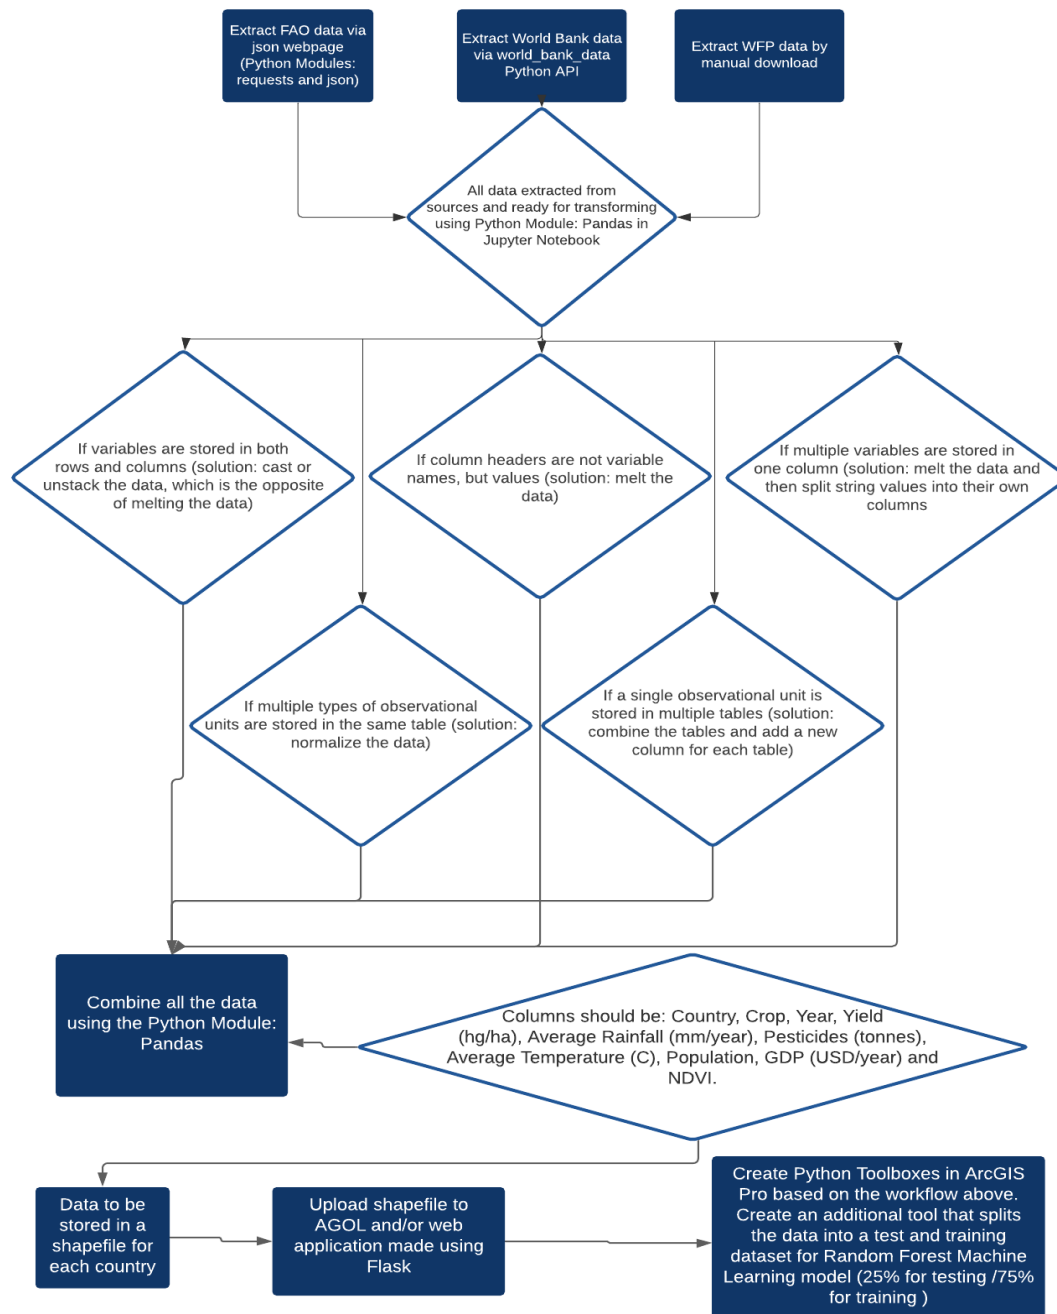 Extract FAO data via
json webpage
(Python Modules:
requests and json)
Extract World Bank data
via world_bank_data
Python API
Extract WFP data by
manual download
All data extracted from
sources and ready for transforming
using Python Module: Pandas in
Jupyter Notebook
If variables are stored in both
rows and columns (solution: cast or
unstack the data, which is the opposite
of melting the data)
If column headers are not variable
names, but values (solution: melt the
data)
If multiple variables are stored in
one column (solution: melt the data and
then split string values into their own
columns
If multiple types of observational
units are stored in the same table (solution:
normalize the data)
If a single observational unit is
stored in multiple tables (solution:
combine the tables and add a new
column for each table)
Combine all the data
using the Python Module:
Pandas
Columns should be: Country, Crop, Year, Yield
(hg/ha), Average Rainfall (mm/year), Pesticides (tonnes),
Average Temperature (C), Population, GDP (USD/year) and
NDVI.
Data to be
stored in a
shapefile for
each country
Upload shapefile to
AGOL and/or web
application made using
Flask
Create Python Toolboxes in ArcGIS
Pro based on the workflow above.
Create an additional tool that splits
the data into a test and training
dataset for Random Forest Machine
Learning model (25% for testing /75%
for training )